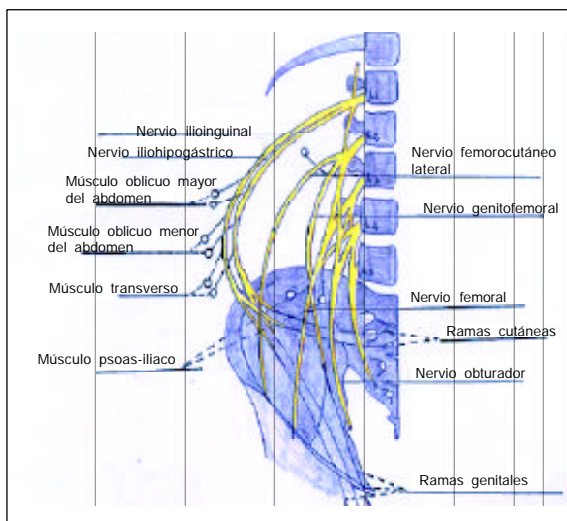 Nervio ilioinguinal
Nervio iliohipogástrico
Músculo oblicuo mayor
del abdomen
Músculo oblicuo menor
del abdomen
Músculo transverso
Músculo psoas-iliaco
Nervio femorocutáneo
lateral
Nervio genitofemoral
Nervio femoral
Ramas cutáneas
Nervio obturador
Ramas genitales